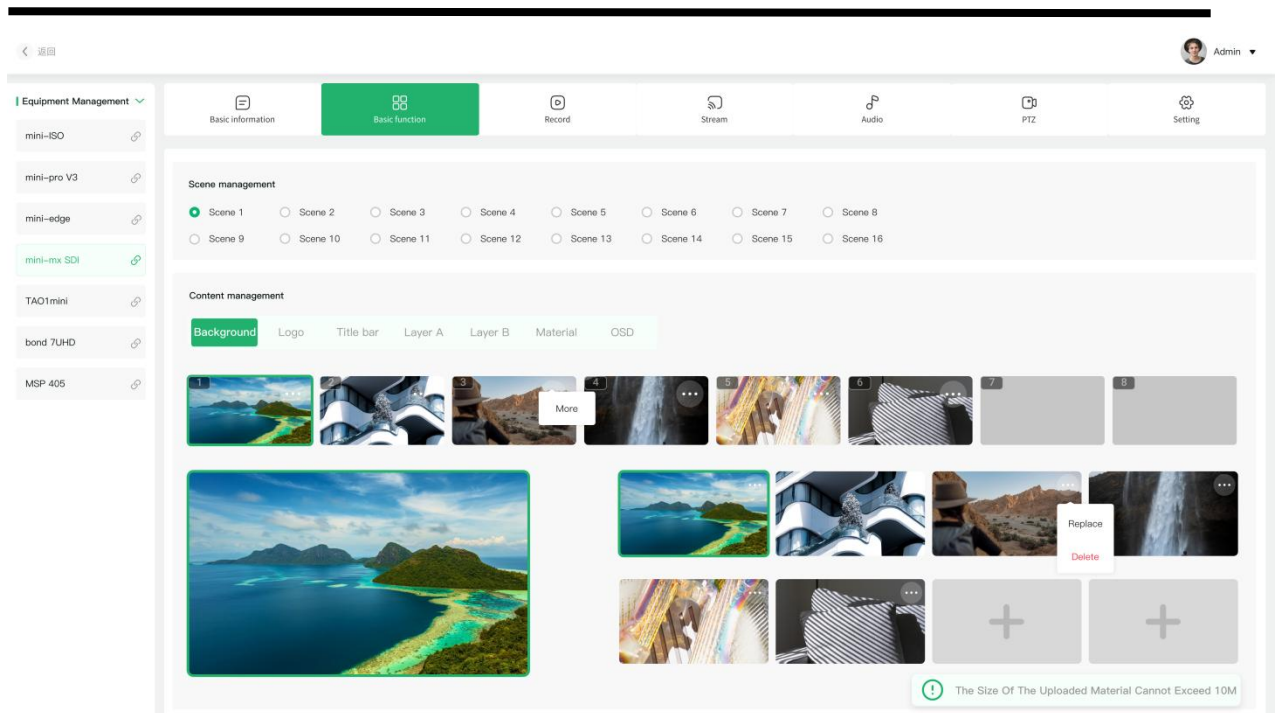 返回
Admin
Equipment Management
mini-ISO
mini-pro V3
mini-edge
mini-mx SDI
TAO1mini
bond 7UHD
MSP 405
Basic information
Basic function
Record
Stream
Audio
PTZ
Setting
Scene management
Scene 1 Scene 2 Scene 3 Scene 4 Scene 5 Scene 6 Scene 7 Scene 8
Scene 9 Scene 10 Scene 11 Scene 12 Scene 13 Scene 14 Scene 15 Scene 16
Content management
Background Logo Title bar Layer A Layer B Material OSD
1 2 3 4 5 6 7 8
More
Replace
Delete
The Size Of The Uploaded Material Cannot Exceed 10M